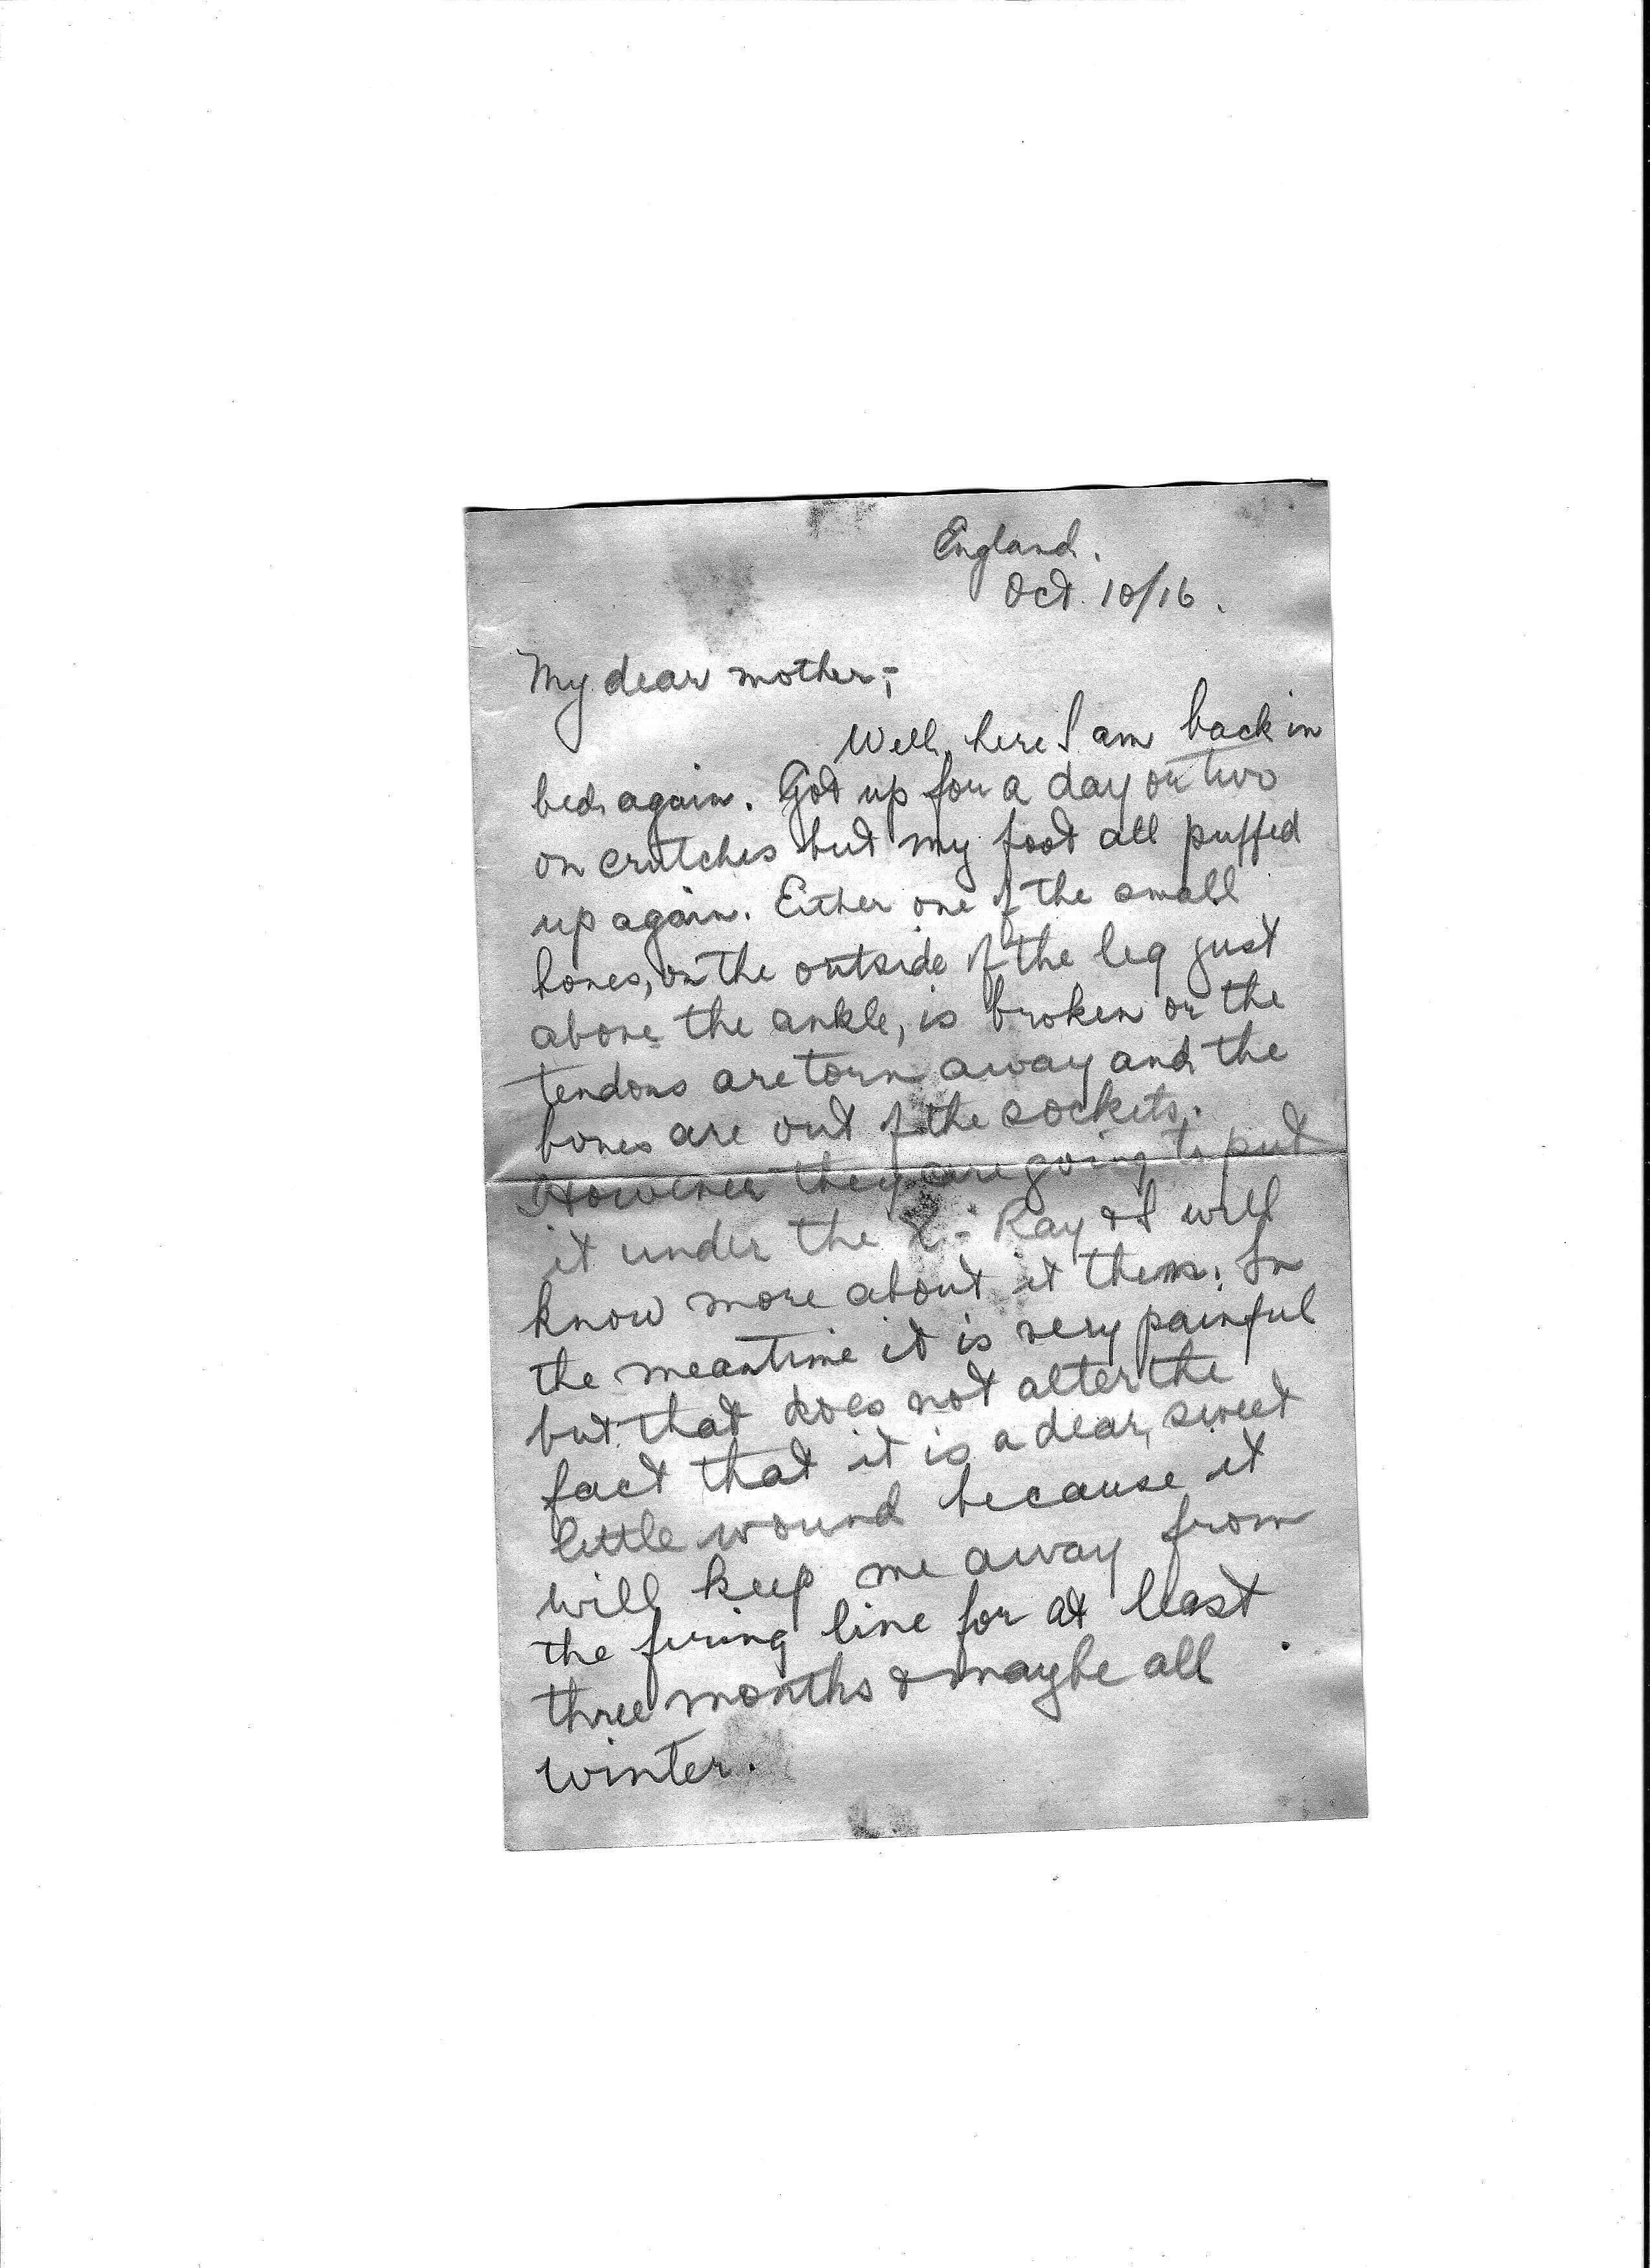 England.
Oct. 10/16.
My dear mother;-
Well, here I am back in
bed again. Got up for a day or two
on crutches but my foot all puffed
up again. Either one of the small
bones, on the outside of the leg just
above the ankle, is broken or the
tendons are torn away and the
bones are out of the sockets.
However they are going to put
it under the X-Ray & I will
know more about it then. In
the meantime it is very painful
but that does not alter the
fact that it is a dear, sweet
little wound because it
will keep me away from
the firing line for at least
three months & maybe all
winter.